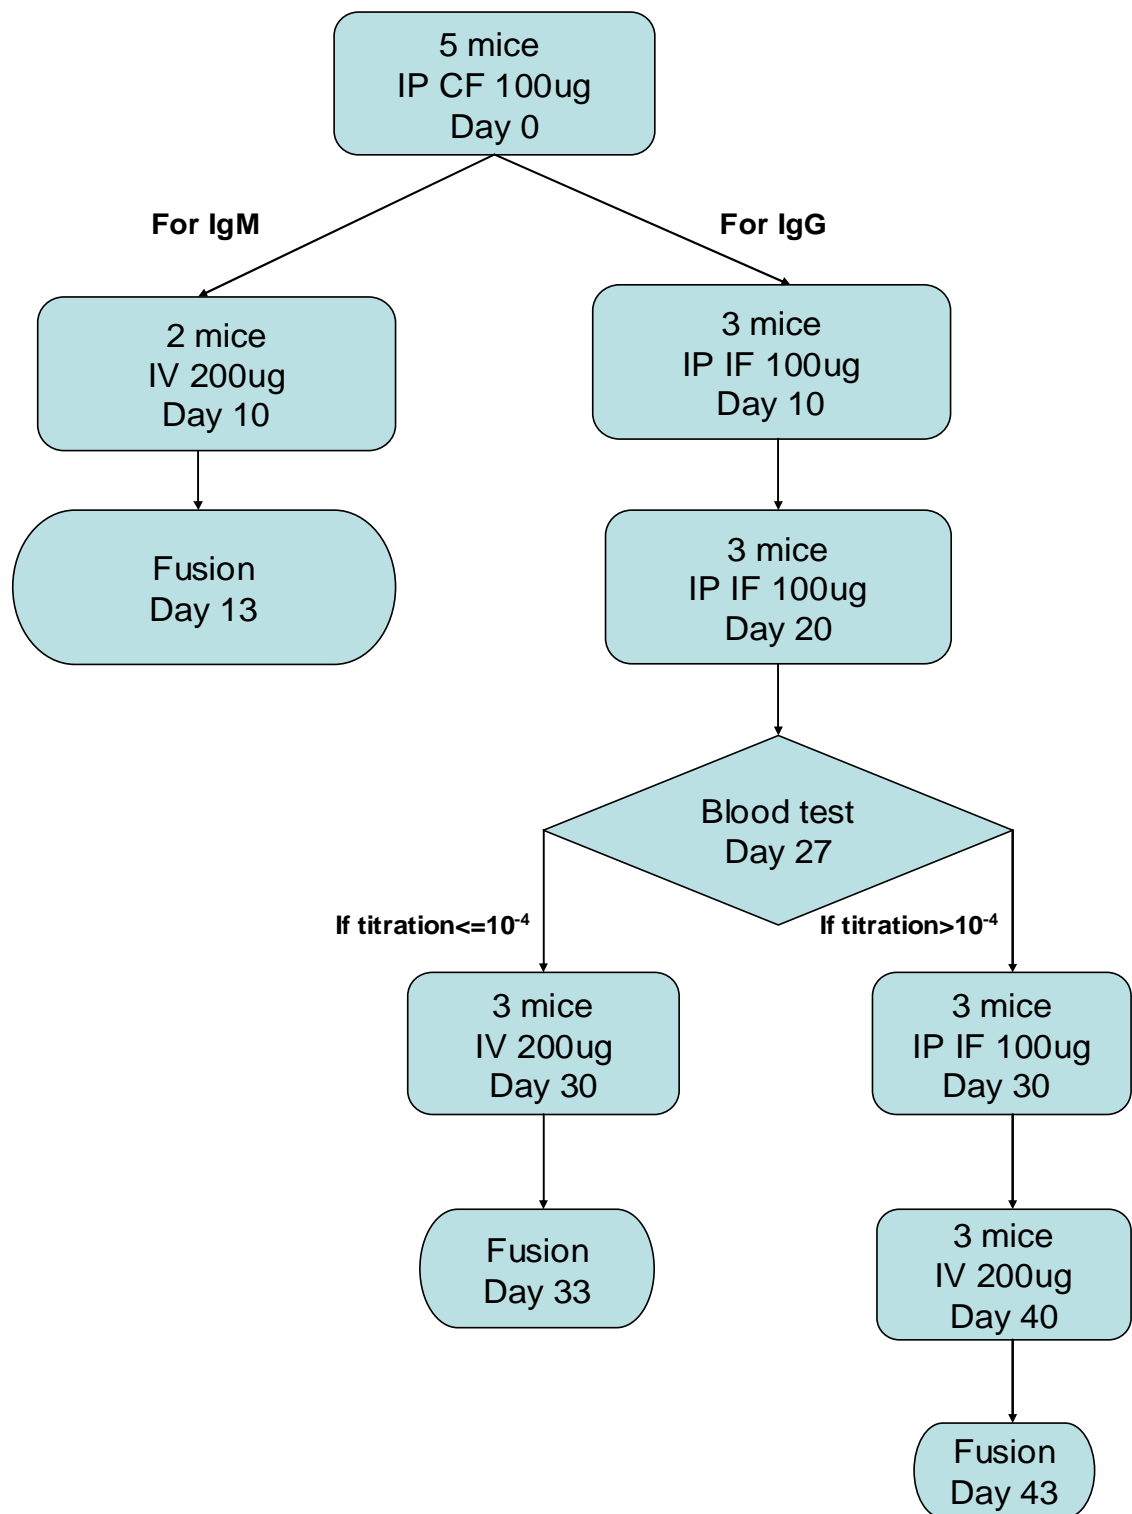 5 mice
IP CF 100ug
Day 0
For IgM
For IgG
2 mice
IV 200ug
Day 10
3 mice
IP IF 100ug
Day 10
Fusion
Day 13
3 mice
IP IF 100ug
Day 20
Blood test
Day 27
If titration<=10⁻⁴
If titration>10⁻⁴
3 mice
IV 200ug
Day 30
3 mice
IP IF 100ug
Day 30
Fusion
Day 33
3 mice
IV 200ug
Day 40
Fusion
Day 43